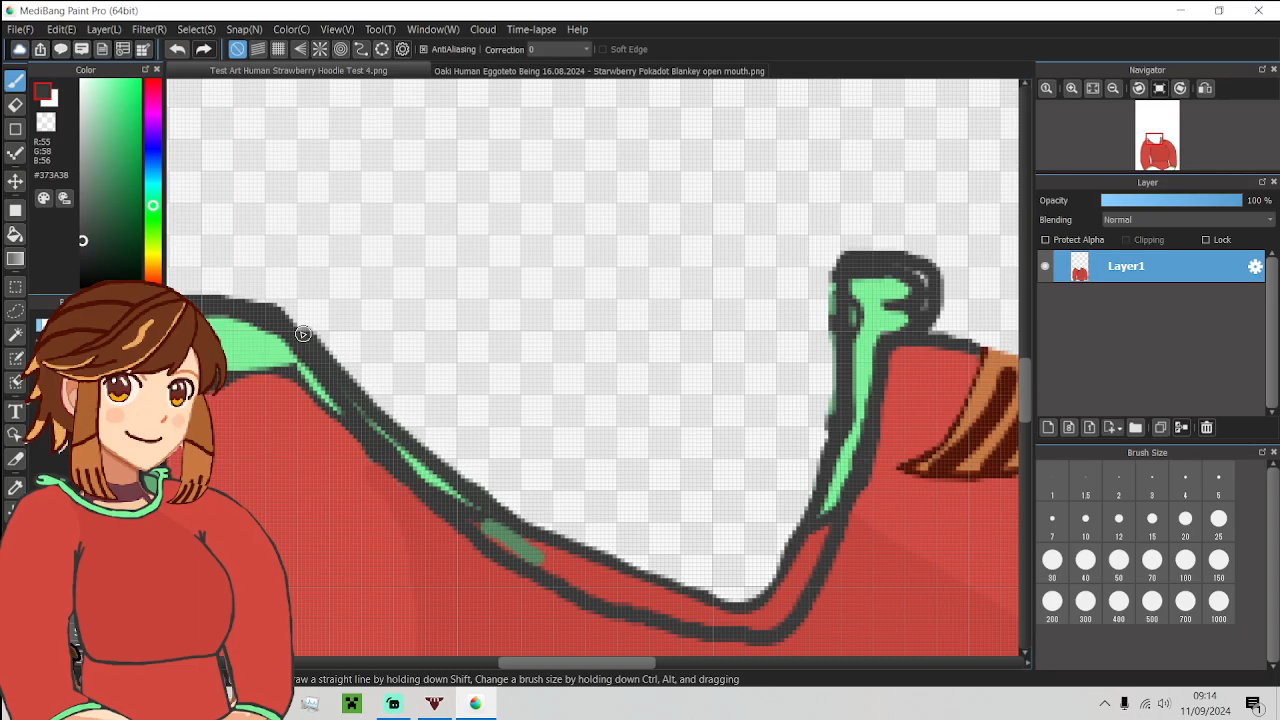 MediBang Paint Pro (64bit)
File(F) Edit(E) Layer(L) Filter(R) Select(S) Snap(N) Color(C) View(V) Tool(T) Window(W) Cloud Time-lapse Help
AntiAliasing Correction 0 Soft Edge
Color
Test Art Human Strawberry Hoodie Test 4.png
Oaki Human Eggoteto Being 16.08.2024 - Starwberry Pokadot Blankey open mouth.png
Navigator
R:55
G:58
B:56
#373A38
Layer
Opacity 100 %
Blending Normal
Protect Alpha Clipping Lock
Layer1
T
Brush Size
1 1.5 2 3 4 5
7 10 12 15 20 25
30 40 50 70 100 150
200 300 400 500 700 1000
raw a straight line by holding down Shift, Change a brush size by holding down Ctrl, Alt, and dragging
09:14
11/09/2024